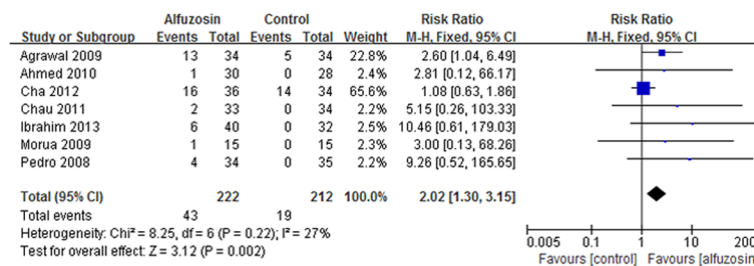 Alfuzosin Control Risk Ratio Risk Ratio
Study or Subgroup Events Total Events Total Weight M-H, Fixed, 95% CI M-H, Fixed, 95% CI
Agrawal 2009 13 34 5 34 22.8% 2.60 [1.04, 6.49]
Ahmed 2010 1 30 0 28 2.4% 2.81 [0.12, 66.17]
Cha 2012 16 36 14 34 65.6% 1.08 [0.63, 1.86]
Chau 2011 2 33 0 34 2.2% 5.15 [0.26, 103.33]
Ibrahim 2013 6 40 0 32 2.5% 10.46 [0.61, 179.03]
Morua 2009 1 15 0 15 2.3% 3.00 [0.13, 68.26]
Pedro 2008 4 34 0 35 2.2% 9.26 [0.52, 165.65]
Total (95% CI) 222 212 100.0% 2.02 [1.30, 3.15]
Total events 43 19
Heterogeneity: Chi² = 8.25, df = 6 (P = 0.22); I² = 27%
Test for overall effect: Z = 3.12 (P = 0.002)
0.005 0.1 1 10 200
Favours [control] Favours [alfuzosin]